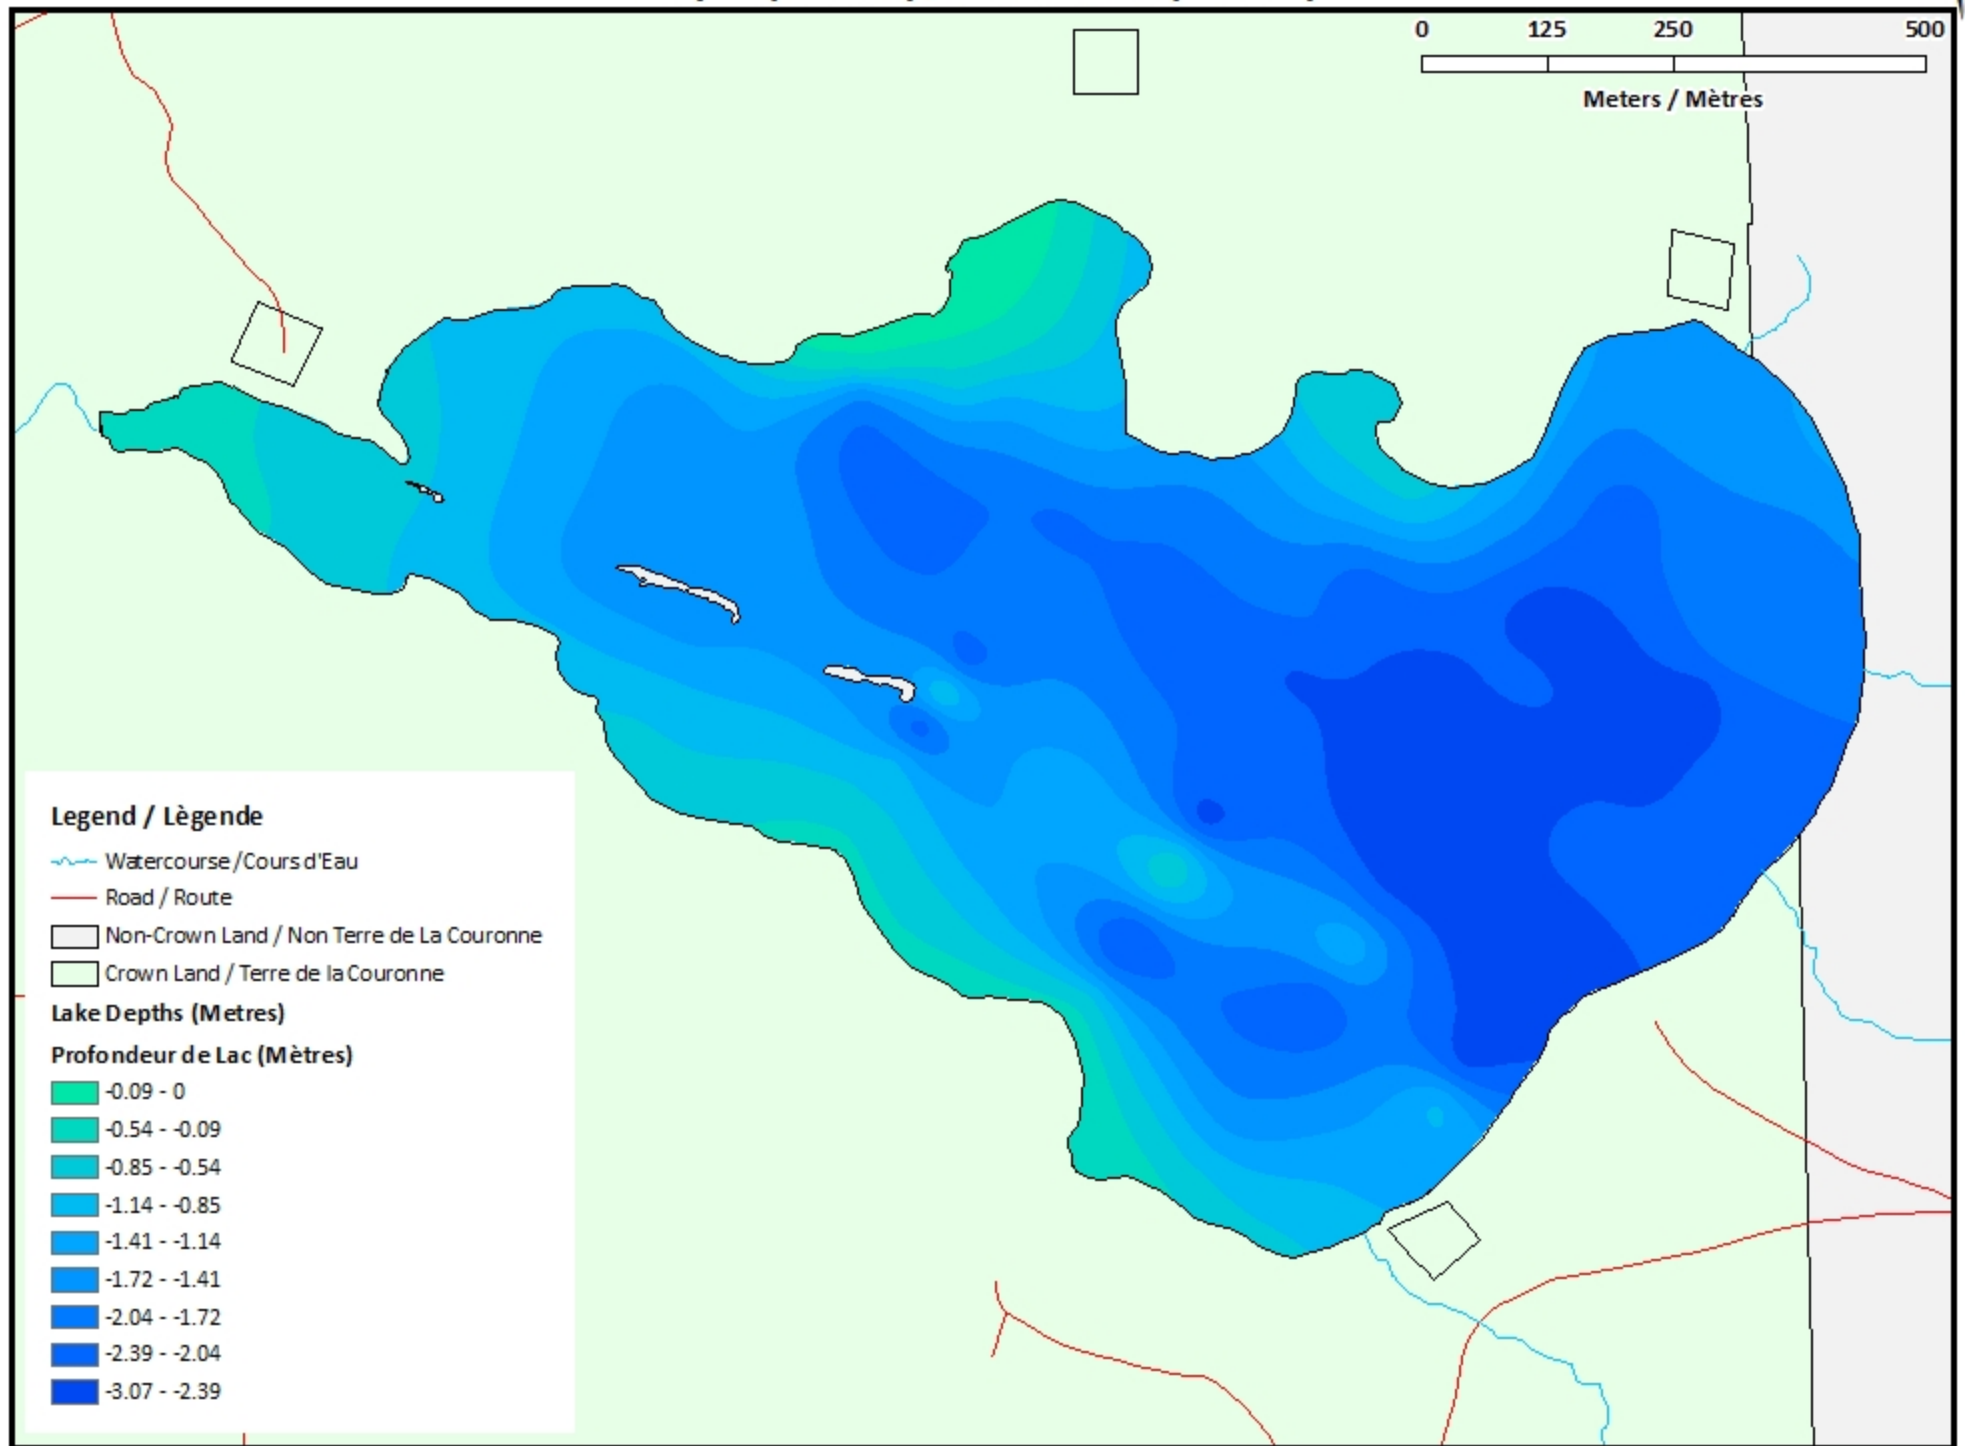 0 125 250 500
Meters / Mètres
Legend / Lègende
Watercourse /Cours d'Eau
Road / Route
Non-Crown Land / Non Terre de La Couronne
Crown Land / Terre de la Couronne
Lake Depths (Metres)
Profondeur de Lac (Mètres)
-0.09 - 0
-0.54 - -0.09
-0.85 - -0.54
-1.14 - -0.85
-1.41 - -1.14
-1.72 - -1.41
-2.04 - -1.72
-2.39 - -2.04
-3.07 - -2.39